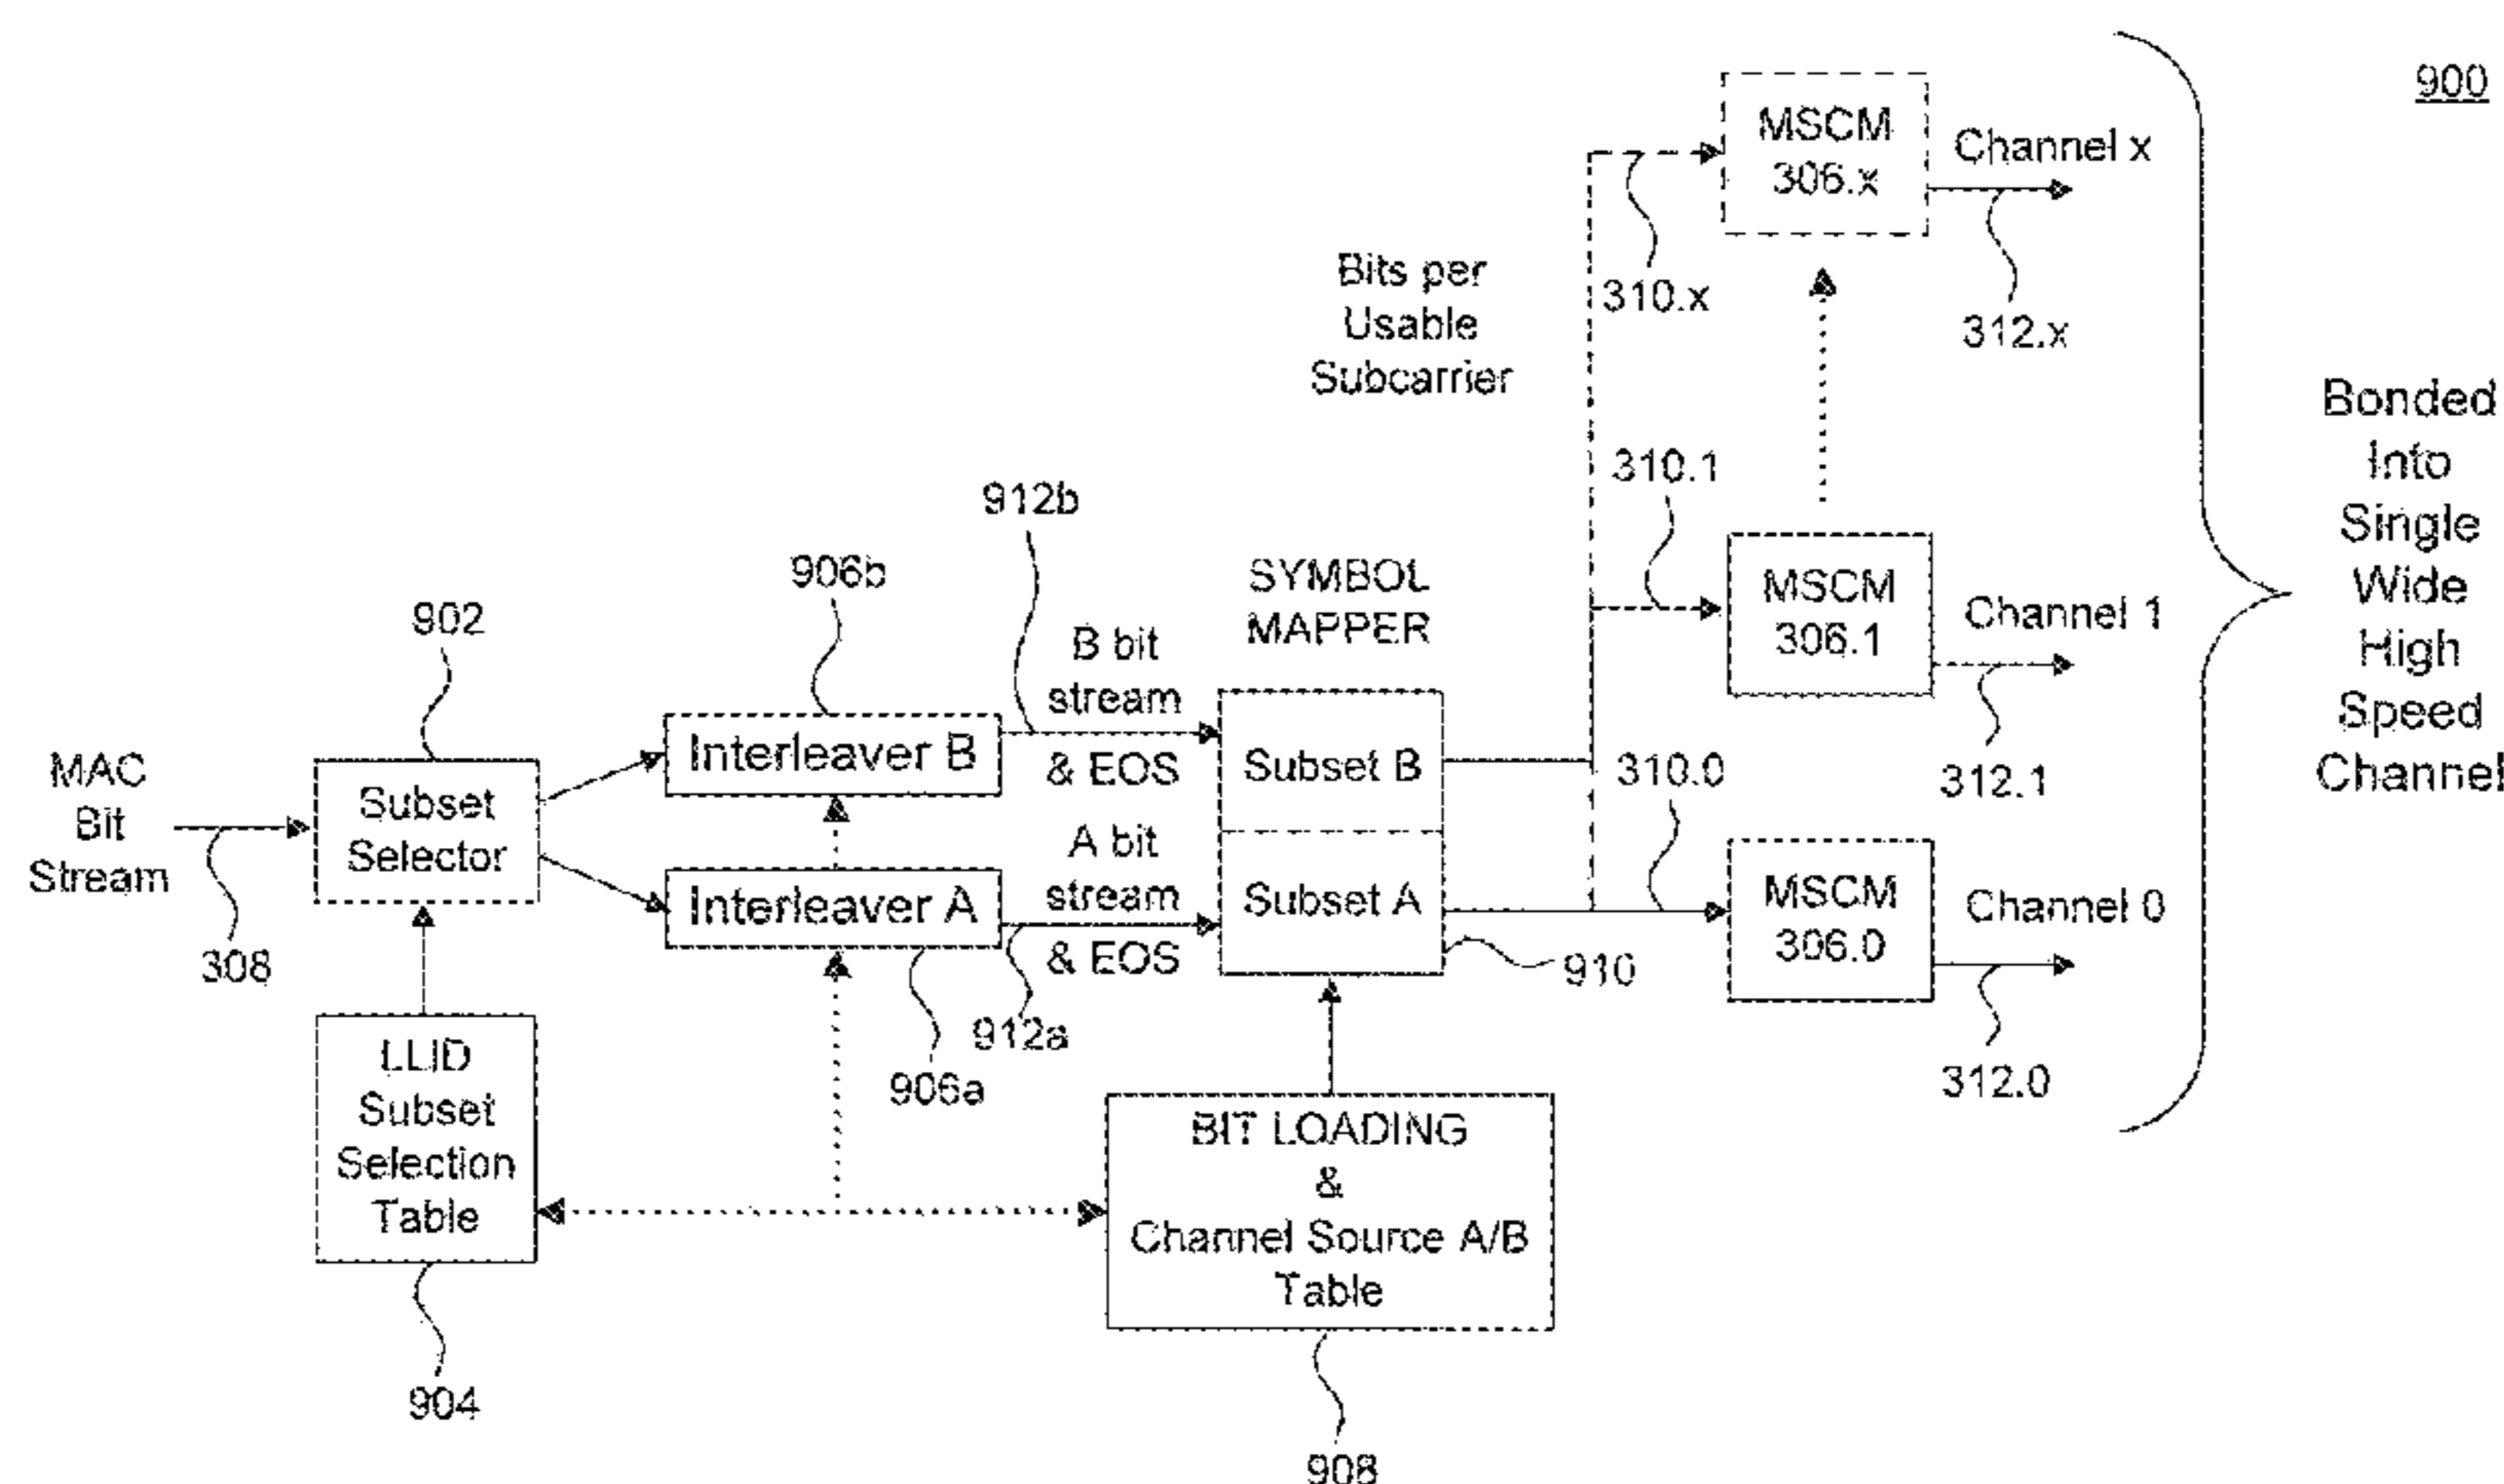 900
MSCM
306.x
Channel x
310.x
312.x
Bits per
Usable
Subcarrier
310.1
MSCM
306.1
Channel 1
312.1
912b
906b
SYMBOL
MAPPER
902
B bit
stream
& EOS
Interleaver B
Subset B
MAC
Bit
Stream
308
Subset
Selector
A bit
stream
& EOS
Interleaver A
Subset A
310.0
910
MSCM
306.0
Channel 0
312.0
912a
906a
LLID
Subset
Selection
Table
904
BIT LOADING
&
Channel Source A/B
Table
908
Bonded
Into
Single
Wide
High
Speed
Channel